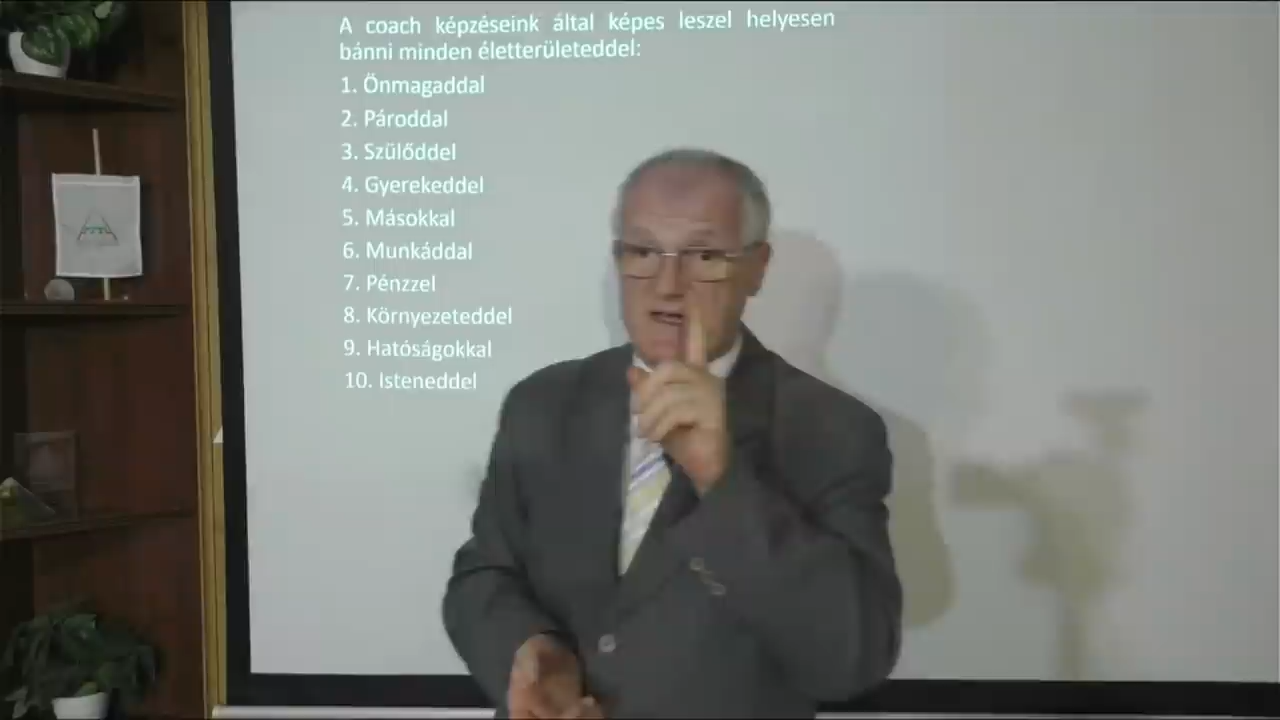 A coach képzéseink által képes leszel helyesen
bánni minden életterületeddel:
1. Önmagaddal
2. Pároddal
3. Szülőddel
4. Gyerekeddel
5. Másokkal
6. Munkáddal
7. Pénzzel
8. Környezeteddel
9. Hatóságokkal
10. Isteneddel